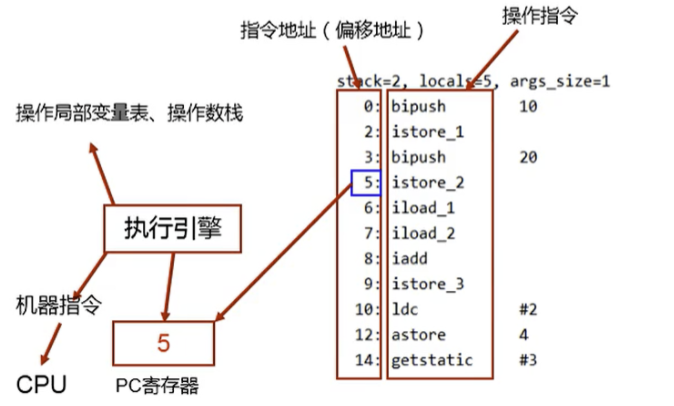 指令地址（偏移地址）
操作指令
stack=2, locals=5, args_size=1
0: bipush 10
2: istore_1
3: bipush 20
5: istore_2
6: iload_1
7: iload_2
8: iadd
9: istore_3
10: ldc #2
12: astore 4
14: getstatic #3
操作局部变量表、操作数栈
执行引擎
机器指令
5
CPU
PC寄存器